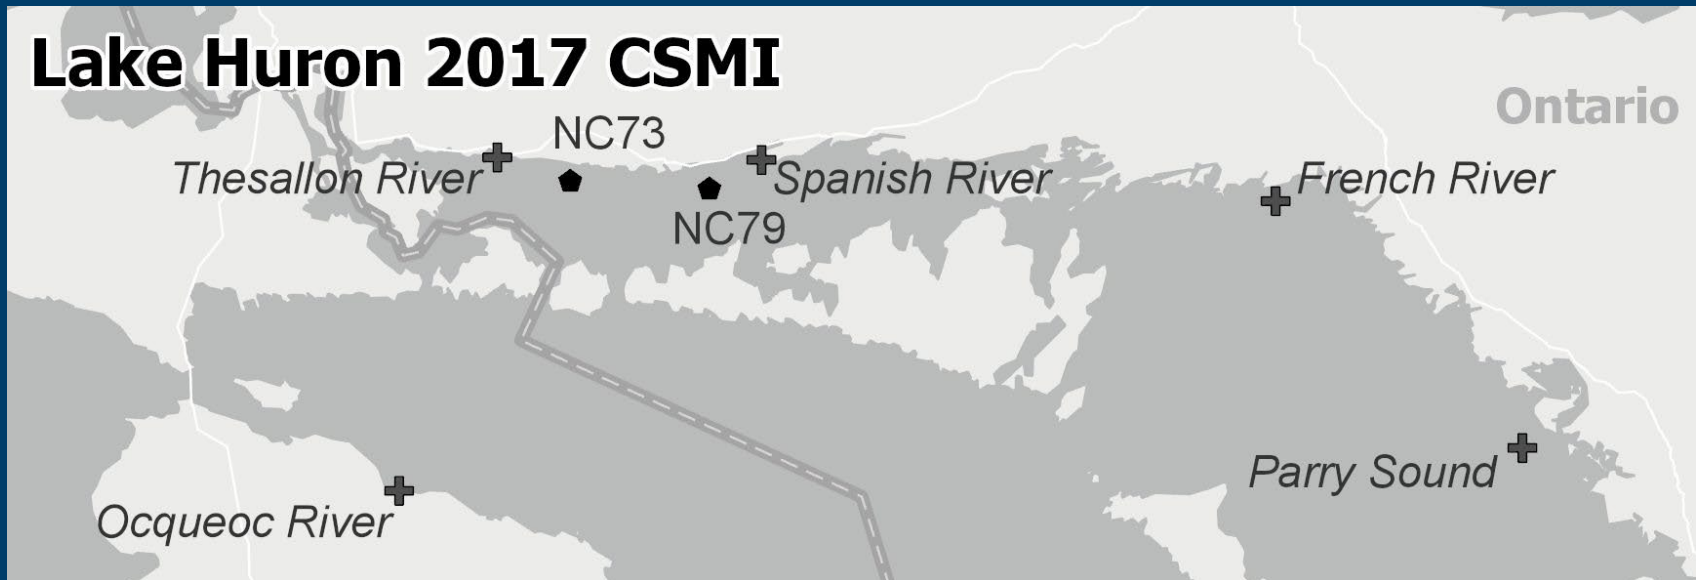 Lake Huron 2017 CSMI
Ontario
NC73
Thesallon River
Spanish River
French River
NC79
Parry Sound
Ocqueoc River